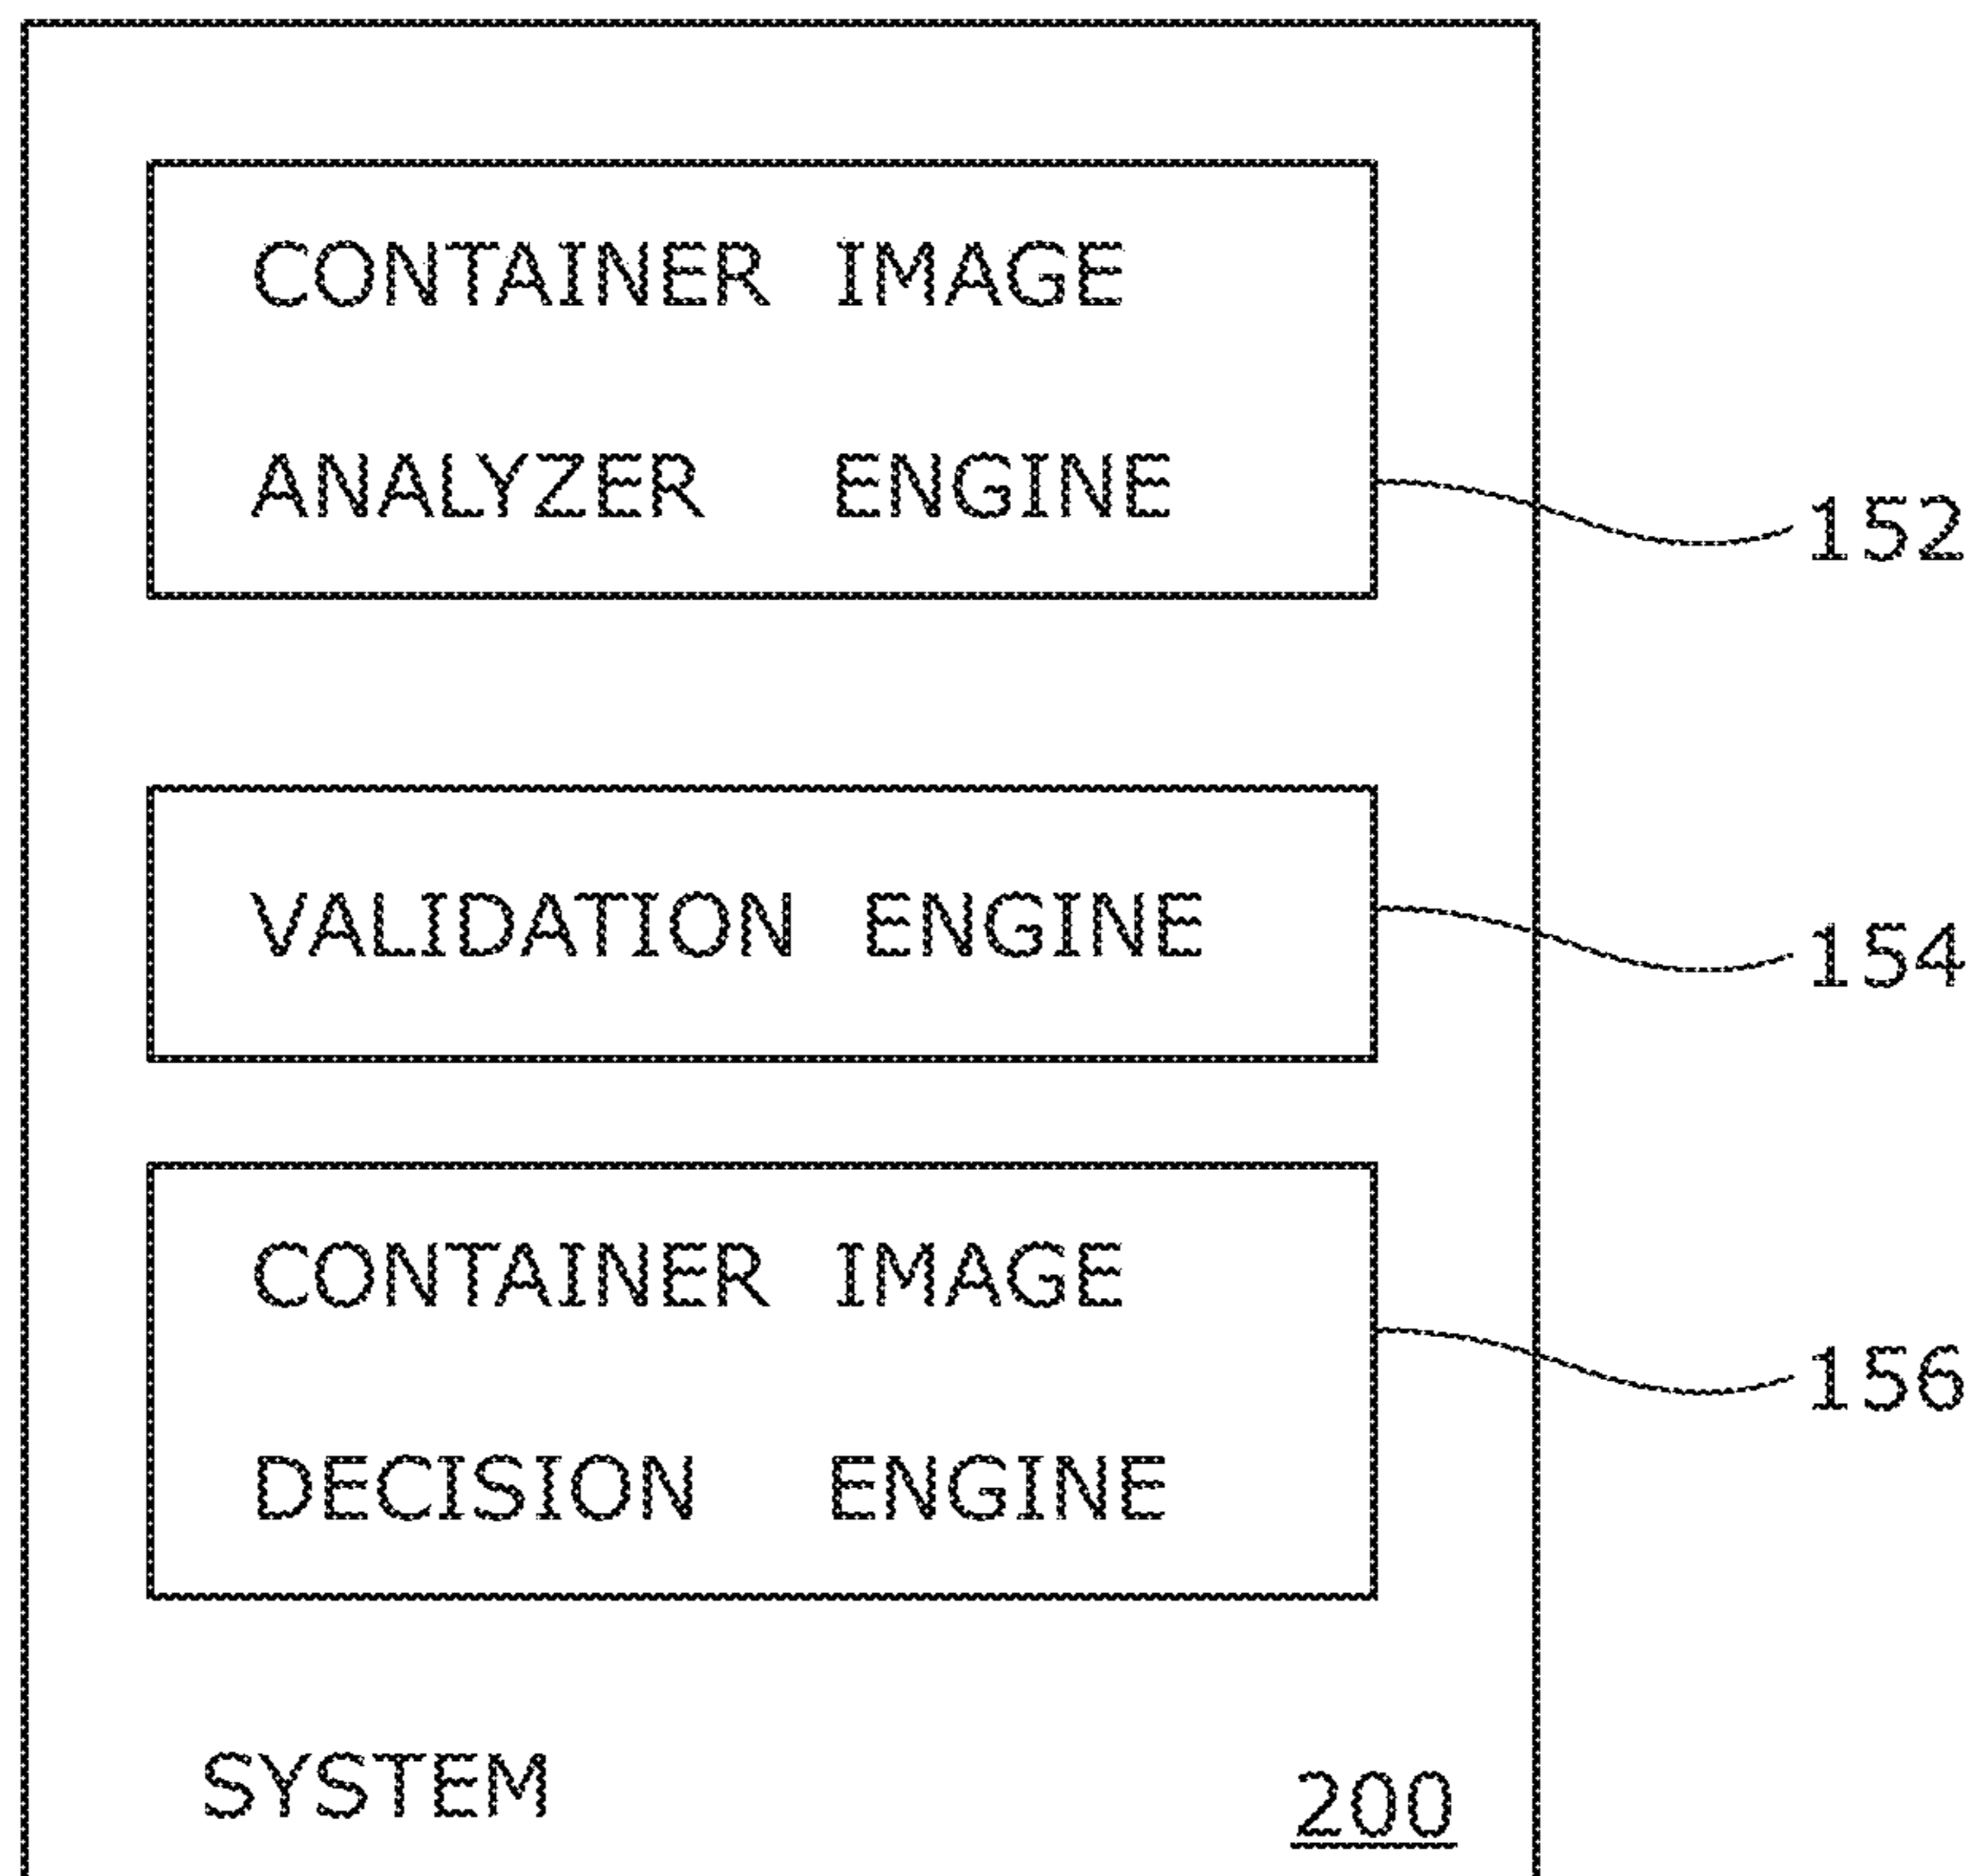 CONTAINER IMAGE
ANALYZER ENGINE
152
VALIDATION ENGINE
154
CONTAINER IMAGE
156
DECISION ENGINE
SYSTEM
200